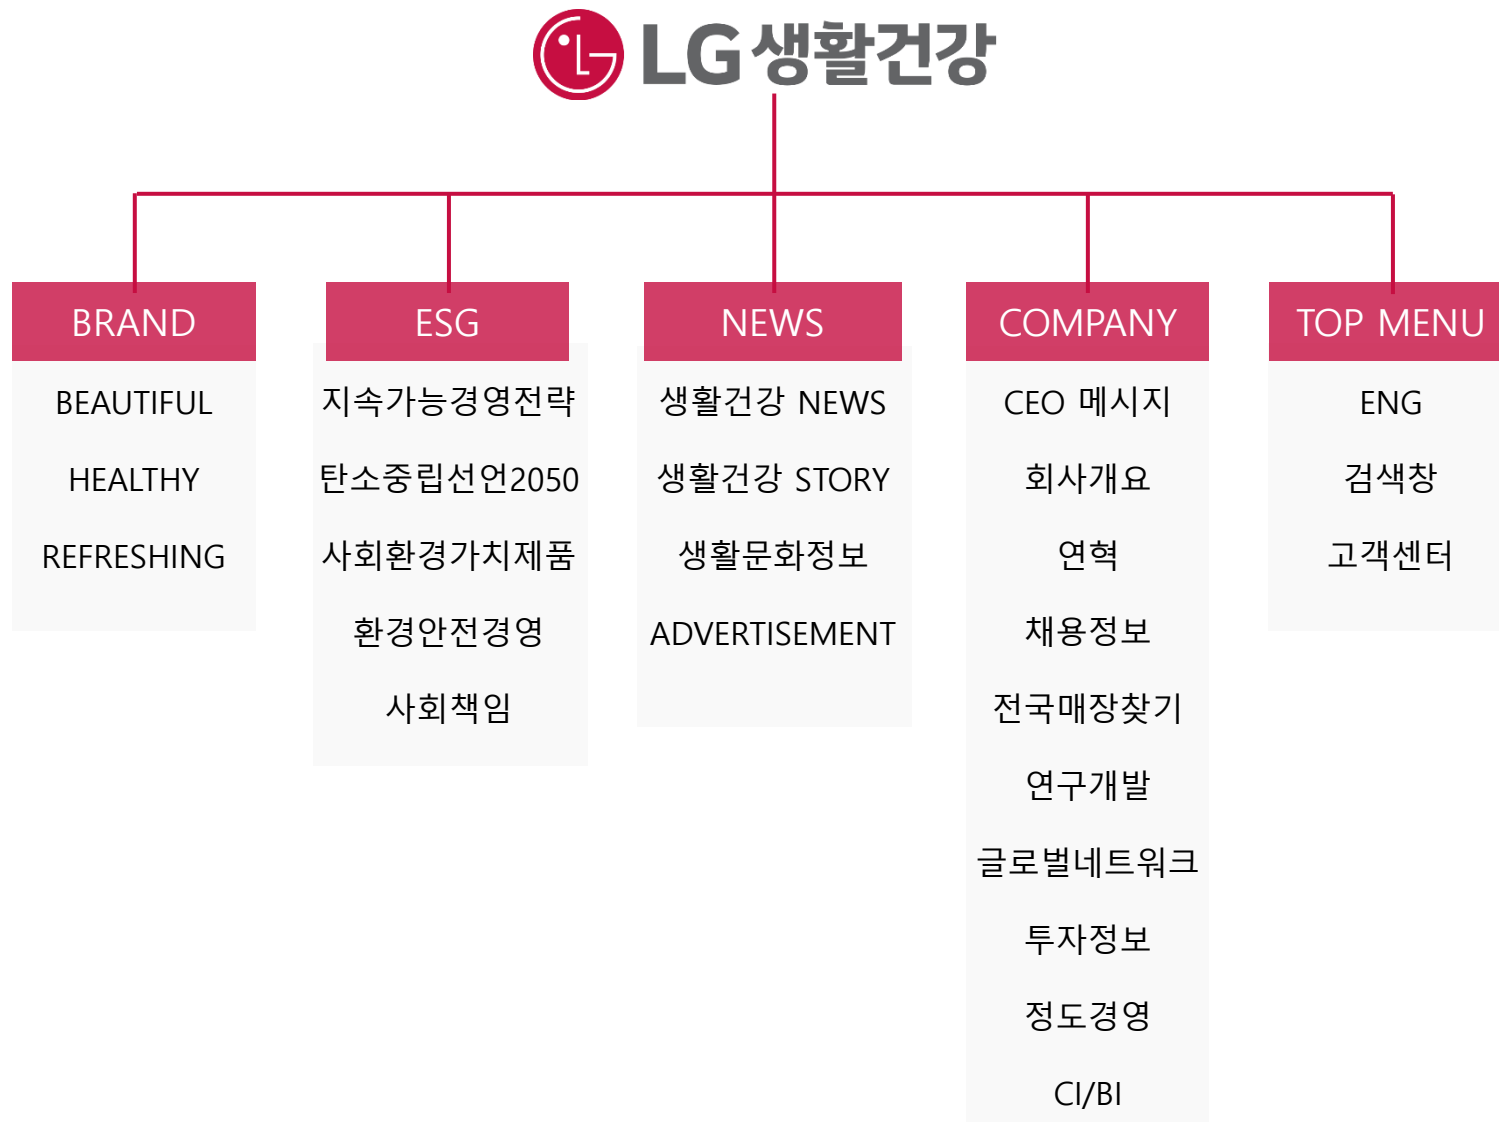 LG생활건강
BRAND
BEAUTIFUL
HEALTHY
REFRESHING
ESG
지속가능경영전략
탄소중립선언2050
사회환경가치제품
환경안전경영
사회책임
NEWS
생활건강 NEWS
생활건강 STORY
생활문화정보
ADVERTISEMENT
COMPANY
CEO 메시지
회사개요
연혁
채용정보
전국매장찾기
연구개발
글로벌네트워크
투자정보
정도경영
CI/BI
TOP MENU
ENG
검색창
고객센터